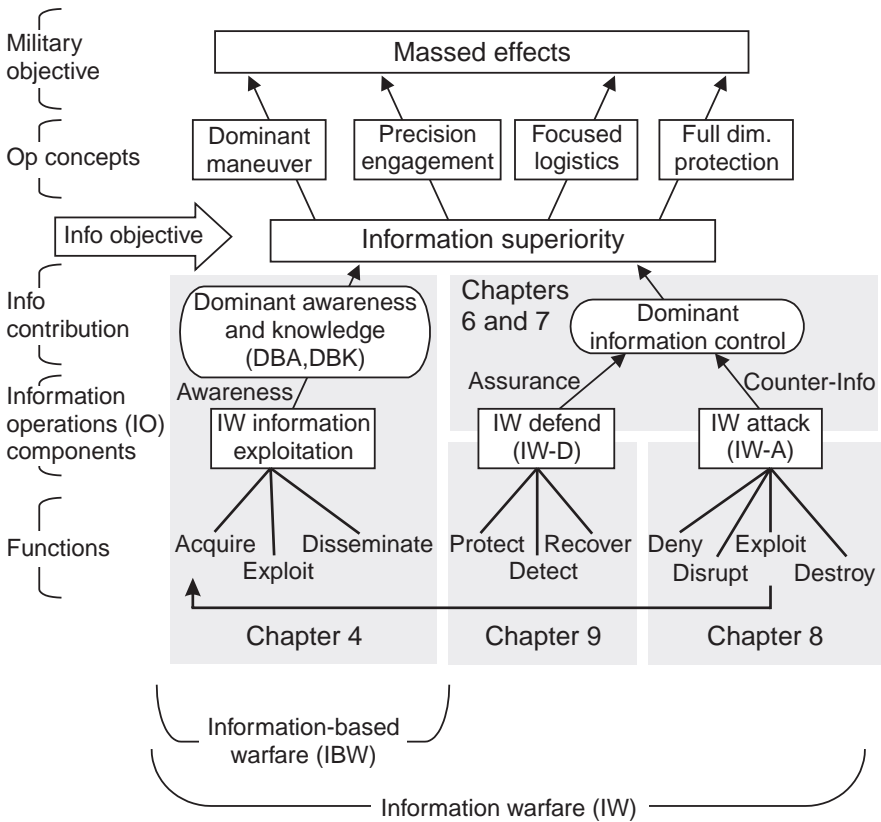 Military
objective
Massed effects
Op concepts
Dominant
maneuver
Precision
engagement
Focused
logistics
Full dim.
protection
Info objective
Information superiority
Info
contribution
Dominant awareness
and knowledge
(DBA,DBK)
Chapters
6 and 7
Dominant
information control
Awareness
Assurance
Counter-Info
Information
operations (IO)
components
IW information
exploitation
IW defend
(IW-D)
IW attack
(IW-A)
Functions
Acquire
Exploit
Disseminate
Protect
Detect
Recover
Deny
Disrupt
Exploit
Destroy
Chapter 4
Chapter 9
Chapter 8
Information-based
warfare (IBW)
Information warfare (IW)